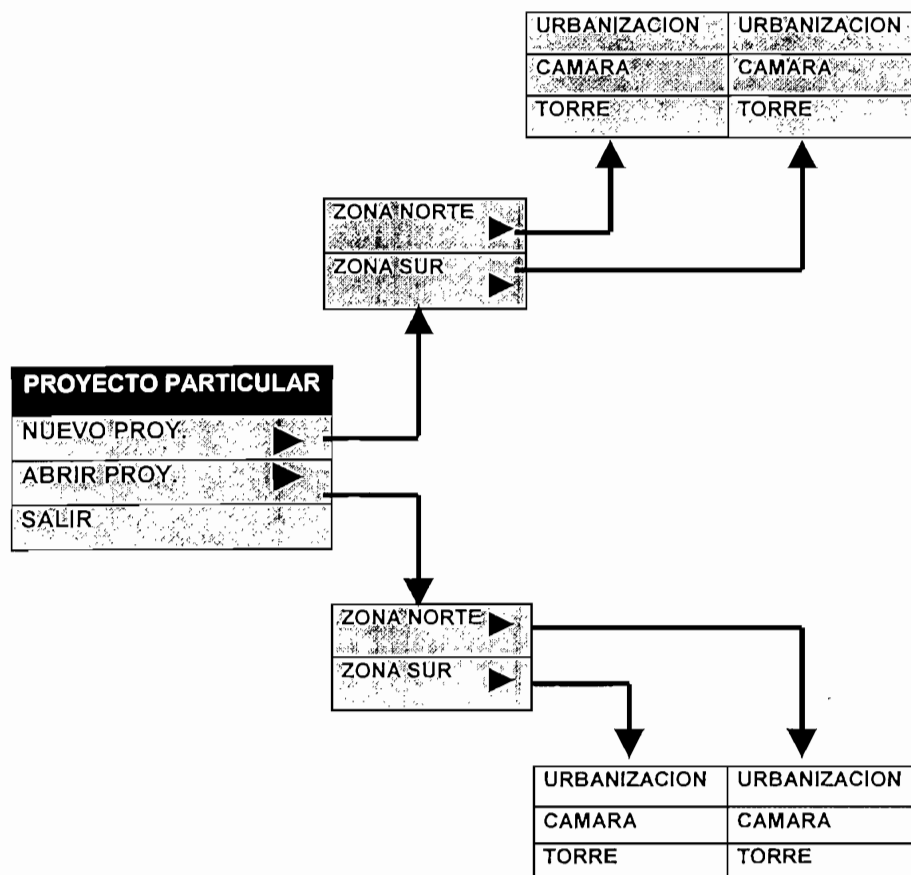 URBANIZACION URBANIZACION
CAMARA CAMARA
TORRE TORRE
ZONA NORTE
ZONA SUR
PROYECTO PARTICULAR
NUEVO PROY.
ABRIR PROY.
SALIR
ZONA NORTE
ZONA SUR
URBANIZACION URBANIZACION
CAMARA CAMARA
TORRE TORRE